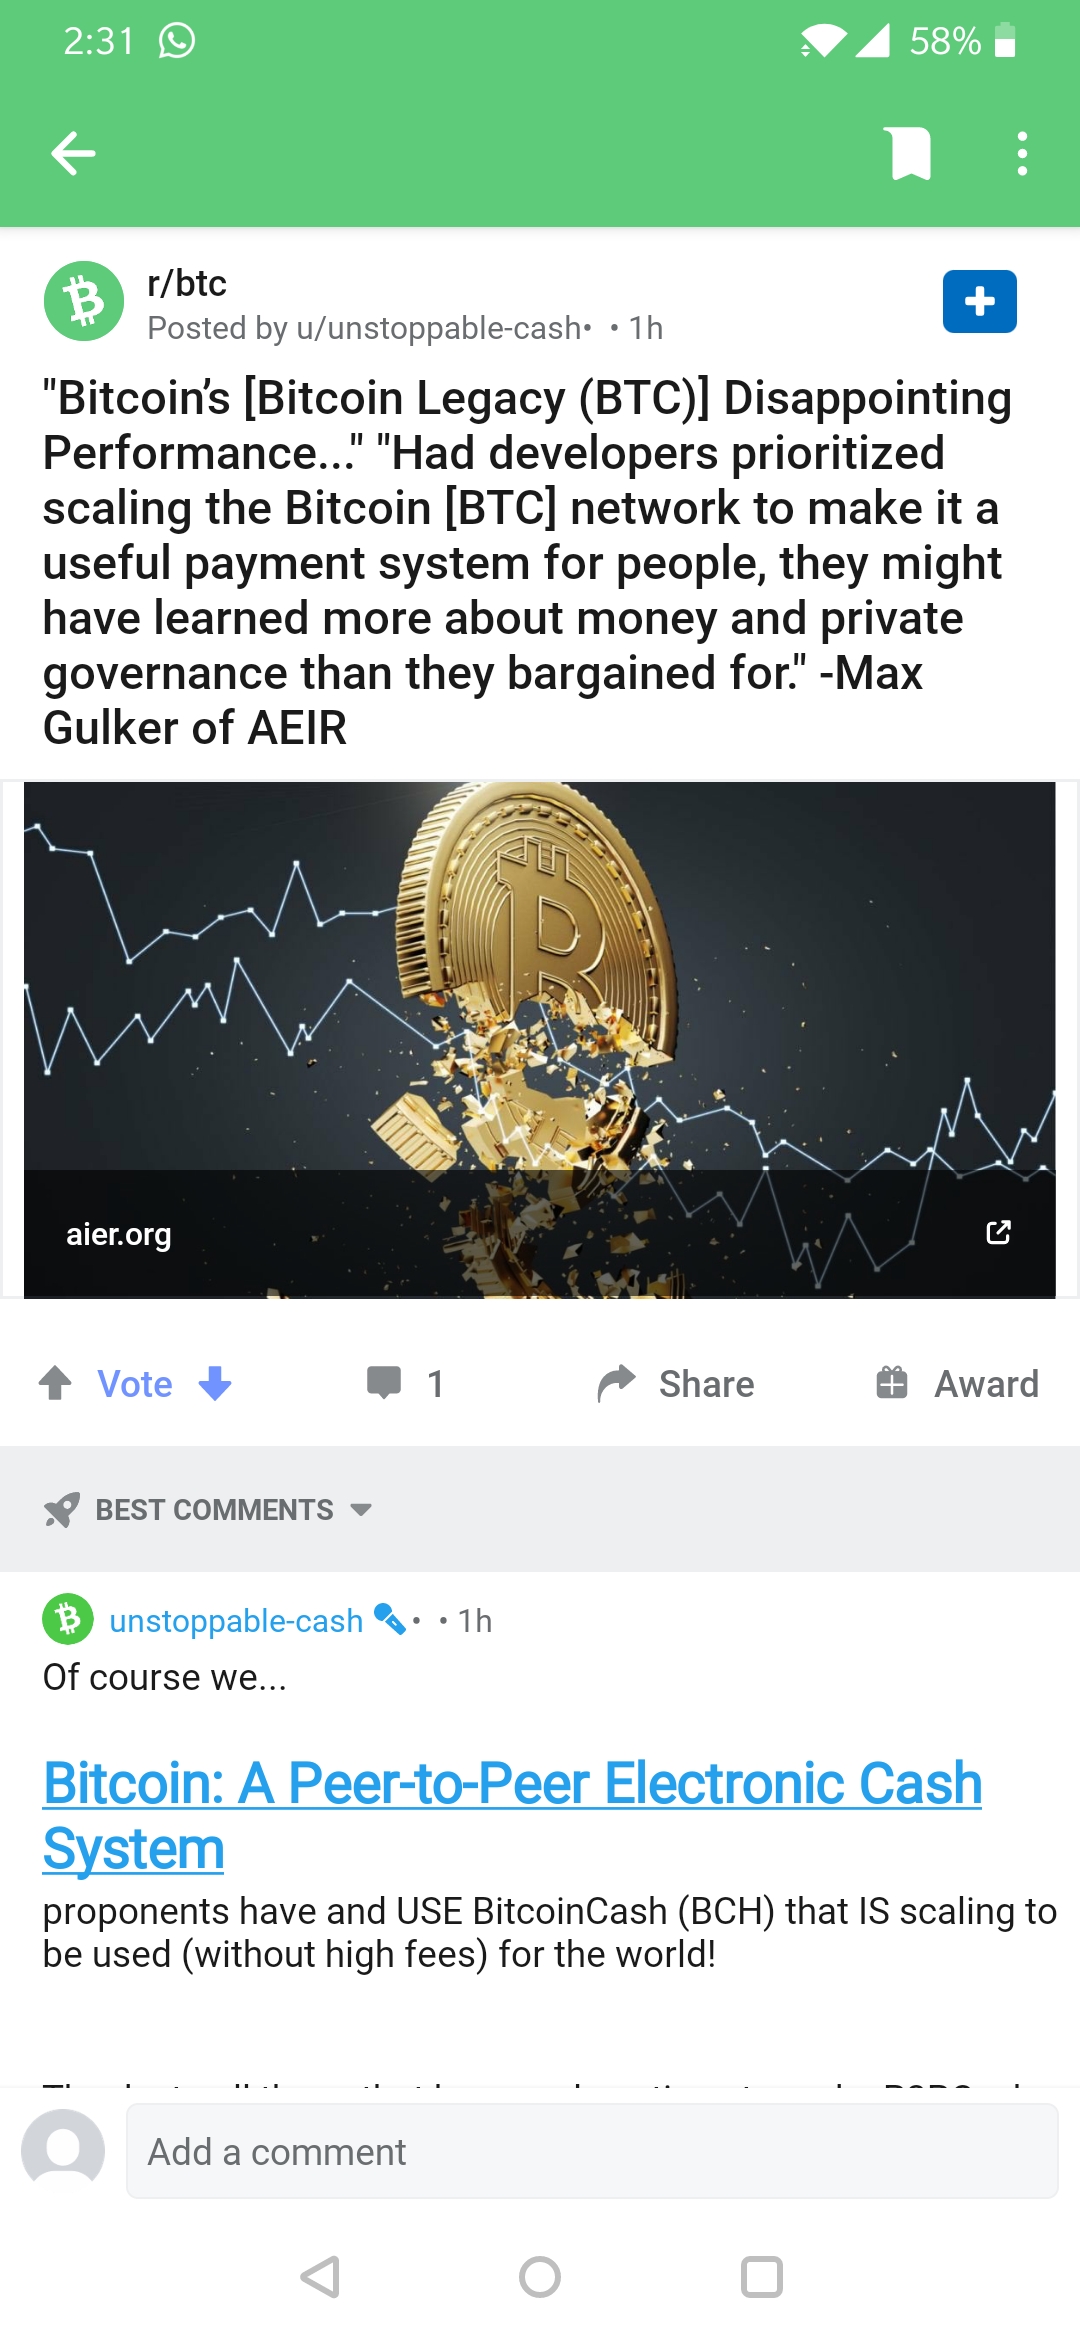 2:31
58%
r/btc
Posted by u/unstoppable-cash• • 1h
"Bitcoin’s [Bitcoin Legacy (BTC)] Disappointing
Performance..." "Had developers prioritized
scaling the Bitcoin [BTC] network to make it a
useful payment system for people, they might
have learned more about money and private
governance than they bargained for." -Max
Gulker of AEIR
aier.org
Vote
1
Share
Award
BEST COMMENTS
unstoppable-cash • • 1h
Of course we...
Bitcoin: A Peer-to-Peer Electronic Cash
System
proponents have and USE BitcoinCash (BCH) that IS scaling to
be used (without high fees) for the world!
Add a comment